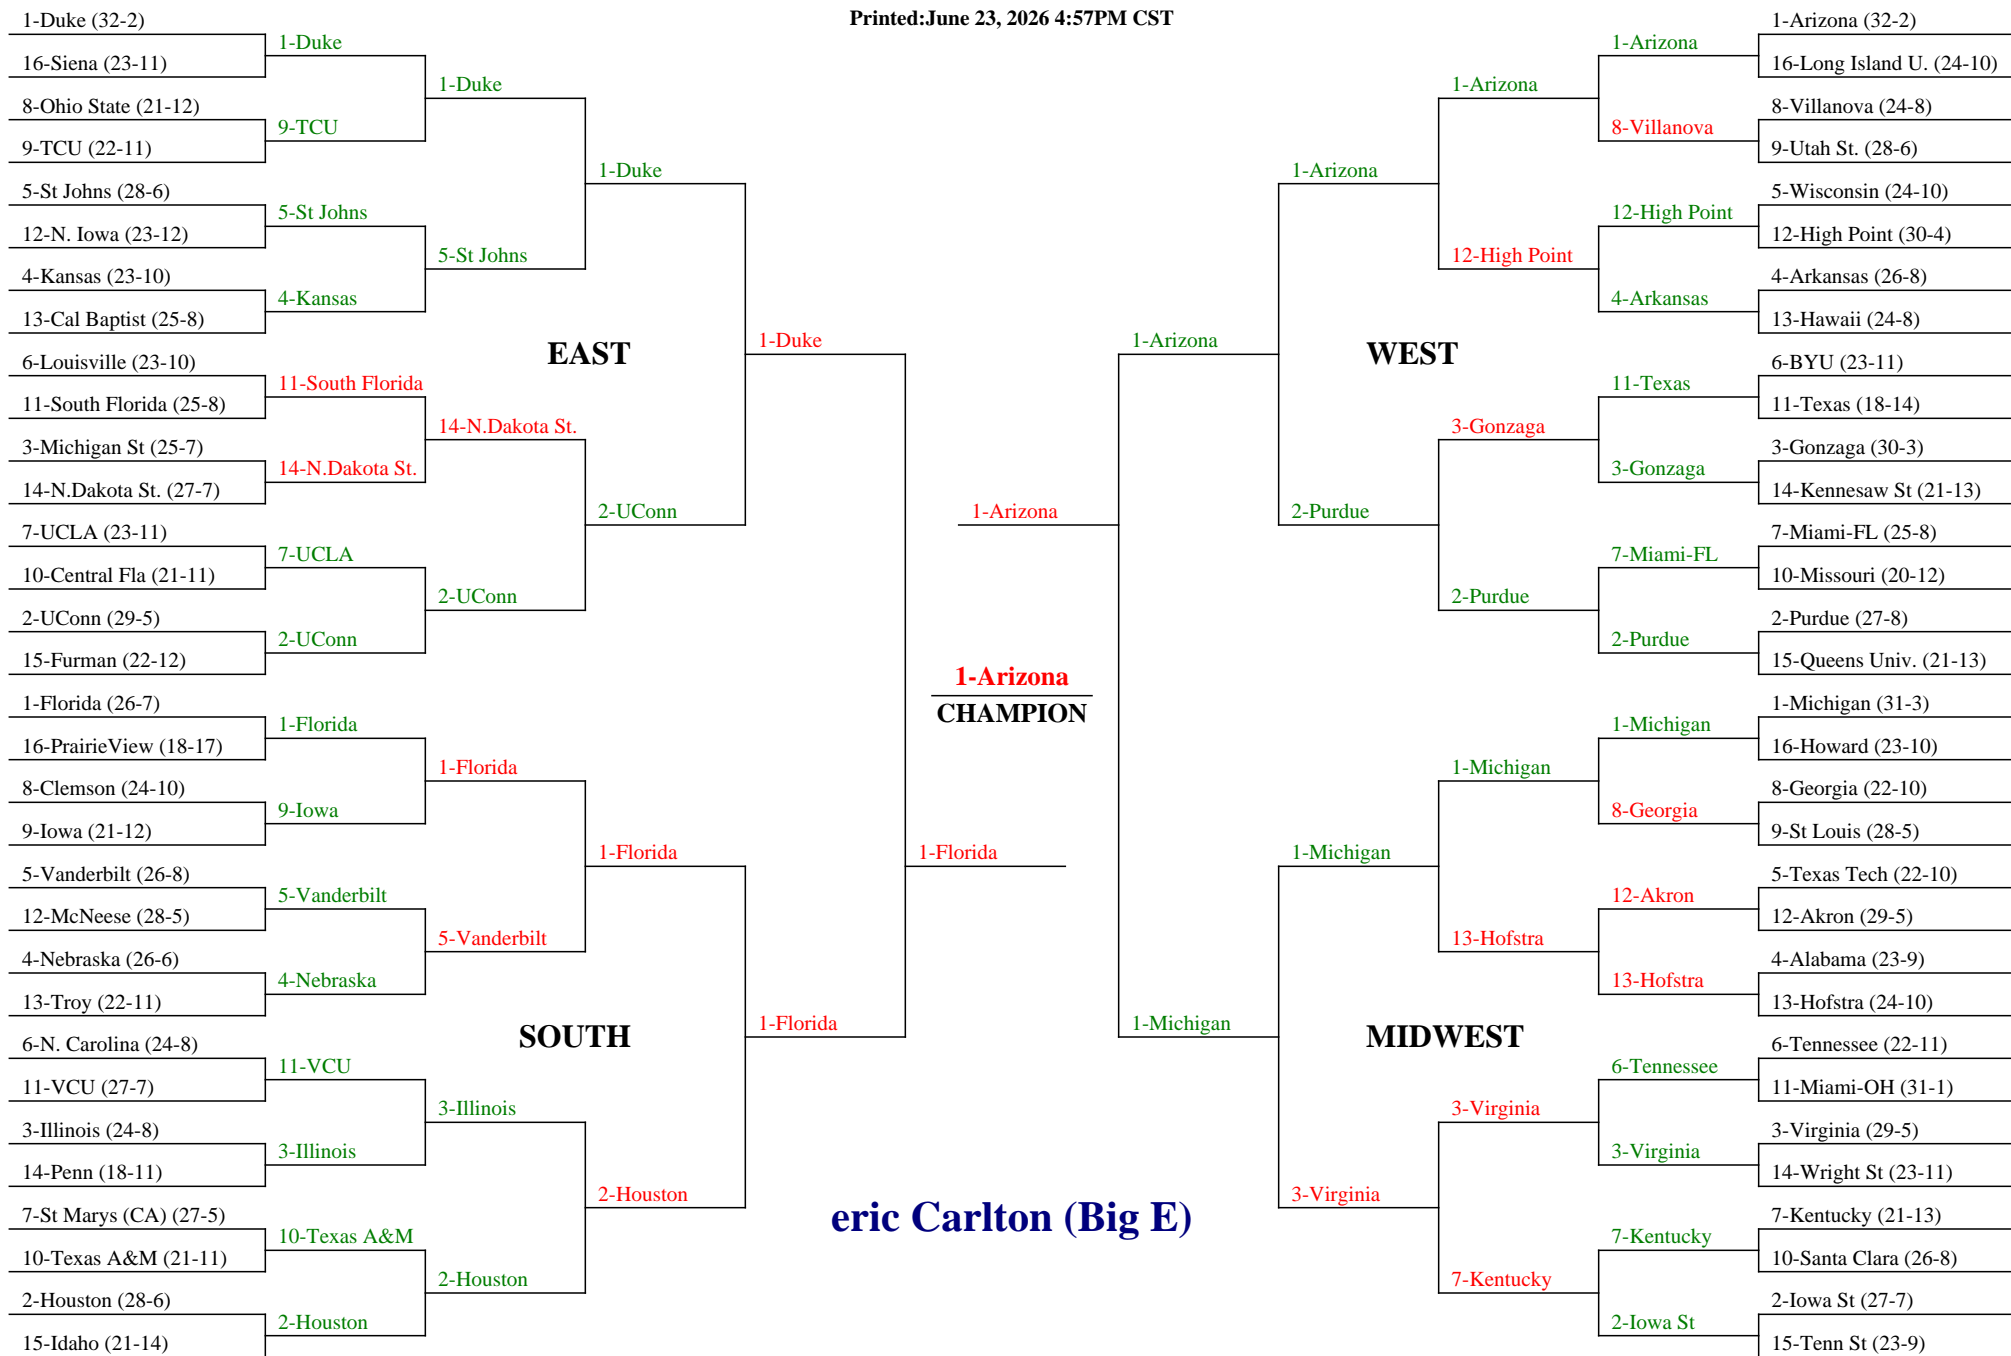 Printed:June 23, 2026 4:57PM CST
1-Duke (32-2)
16-Siena (23-11)
8-Ohio State (21-12)
9-TCU (22-11)
5-St Johns (28-6)
12-N. Iowa (23-12)
4-Kansas (23-10)
13-Cal Baptist (25-8)
6-Louisville (23-10)
11-South Florida (25-8)
3-Michigan St (25-7)
14-N.Dakota St. (27-7)
7-UCLA (23-11)
10-Central Fla (21-11)
2-UConn (29-5)
15-Furman (22-12)
1-Florida (26-7)
16-PrairieView (18-17)
8-Clemson (24-10)
9-Iowa (21-12)
5-Vanderbilt (26-8)
12-McNeese (28-5)
4-Nebraska (26-6)
13-Troy (22-11)
6-N. Carolina (24-8)
11-VCU (27-7)
3-Illinois (24-8)
14-Penn (18-11)
7-St Marys (CA) (27-5)
10-Texas A&M (21-11)
2-Houston (28-6)
15-Idaho (21-14)
1-Duke
9-TCU
5-St Johns
4-Kansas
11-South Florida
14-N.Dakota St.
7-UCLA
2-UConn
1-Florida
9-Iowa
5-Vanderbilt
4-Nebraska
11-VCU
3-Illinois
10-Texas A&M
2-Houston
1-Duke
5-St Johns
14-N.Dakota St.
2-UConn
1-Florida
5-Vanderbilt
3-Illinois
2-Houston
1-Duke
2-UConn
1-Florida
2-Houston
EAST
SOUTH
1-Duke
1-Florida
1-Florida
1-Arizona
1-Arizona
CHAMPION
eric Carlton (Big E)
1-Arizona
1-Michigan
WEST
MIDWEST
1-Arizona
2-Purdue
1-Michigan
3-Virginia
1-Arizona
12-High Point
3-Gonzaga
2-Purdue
1-Michigan
13-Hofstra
3-Virginia
7-Kentucky
1-Arizona
8-Villanova
12-High Point
4-Arkansas
11-Texas
3-Gonzaga
7-Miami-FL
2-Purdue
1-Michigan
8-Georgia
12-Akron
13-Hofstra
6-Tennessee
3-Virginia
7-Kentucky
2-Iowa St
1-Arizona (32-2)
16-Long Island U. (24-10)
8-Villanova (24-8)
9-Utah St. (28-6)
5-Wisconsin (24-10)
12-High Point (30-4)
4-Arkansas (26-8)
13-Hawaii (24-8)
6-BYU (23-11)
11-Texas (18-14)
3-Gonzaga (30-3)
14-Kennesaw St (21-13)
7-Miami-FL (25-8)
10-Missouri (20-12)
2-Purdue (27-8)
15-Queens Univ. (21-13)
1-Michigan (31-3)
16-Howard (23-10)
8-Georgia (22-10)
9-St Louis (28-5)
5-Texas Tech (22-10)
12-Akron (29-5)
4-Alabama (23-9)
13-Hofstra (24-10)
6-Tennessee (22-11)
11-Miami-OH (31-1)
3-Virginia (29-5)
14-Wright St (23-11)
7-Kentucky (21-13)
10-Santa Clara (26-8)
2-Iowa St (27-7)
15-Tenn St (23-9)